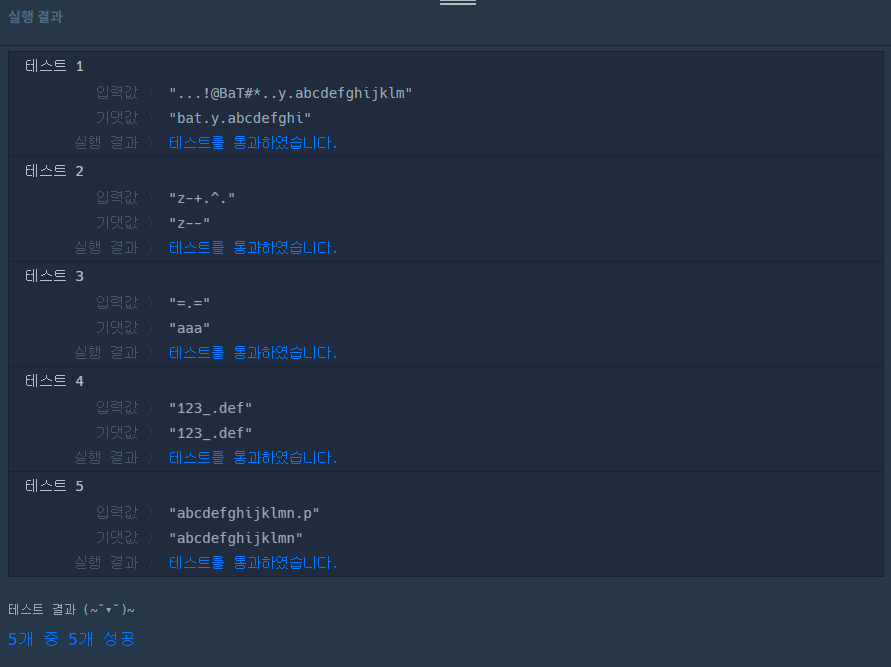 실행 결과
테스트 1
입력값 〉 "...!@BaT#*..y.abcdefghijklm"
기댓값 〉 "bat.y.abcdefghi"
실행 결과 〉 테스트를 통과하였습니다.
테스트 2
입력값 〉 "z-+.^."
기댓값 〉 "z--"
실행 결과 〉 테스트를 통과하였습니다.
테스트 3
입력값 〉 "=.="
기댓값 〉 "aaa"
실행 결과 〉 테스트를 통과하였습니다.
테스트 4
입력값 〉 "123_.def"
기댓값 〉 "123_.def"
실행 결과 〉 테스트를 통과하였습니다.
테스트 5
입력값 〉 "abcdefghijklmn.p"
기댓값 〉 "abcdefghijklmn"
실행 결과 〉 테스트를 통과하였습니다.
테스트 결과 (~˘▾˘)~
5개 중 5개 성공